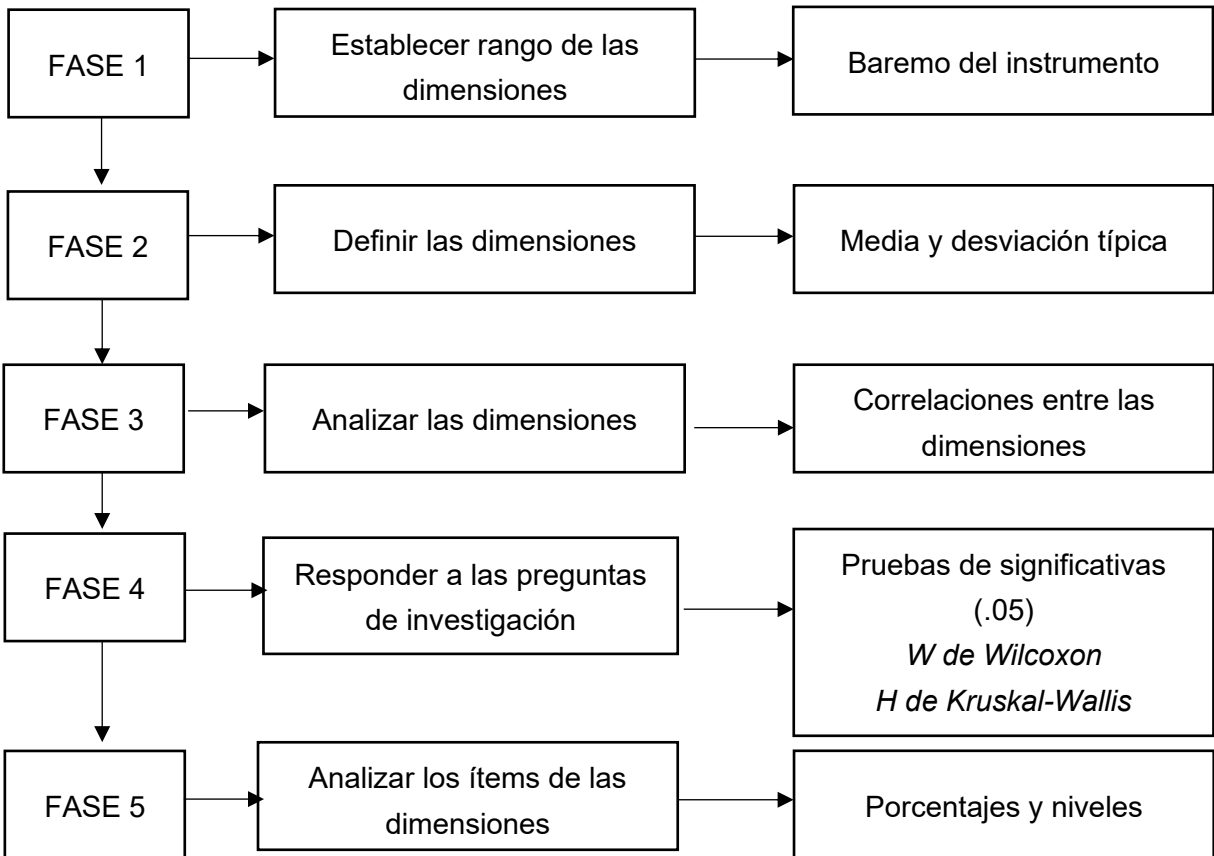 FASE 1
Establecer rango de las
dimensiones
Baremo del instrumento
FASE 2
Definir las dimensiones
Media y desviación típica
FASE 3
Analizar las dimensiones
Correlaciones entre las
dimensiones
FASE 4
Responder a las preguntas
de investigación
Pruebas de significativas
(.05)
W de Wilcoxon
H de Kruskal-Wallis
FASE 5
Analizar los ítems de las
dimensiones
Porcentajes y niveles